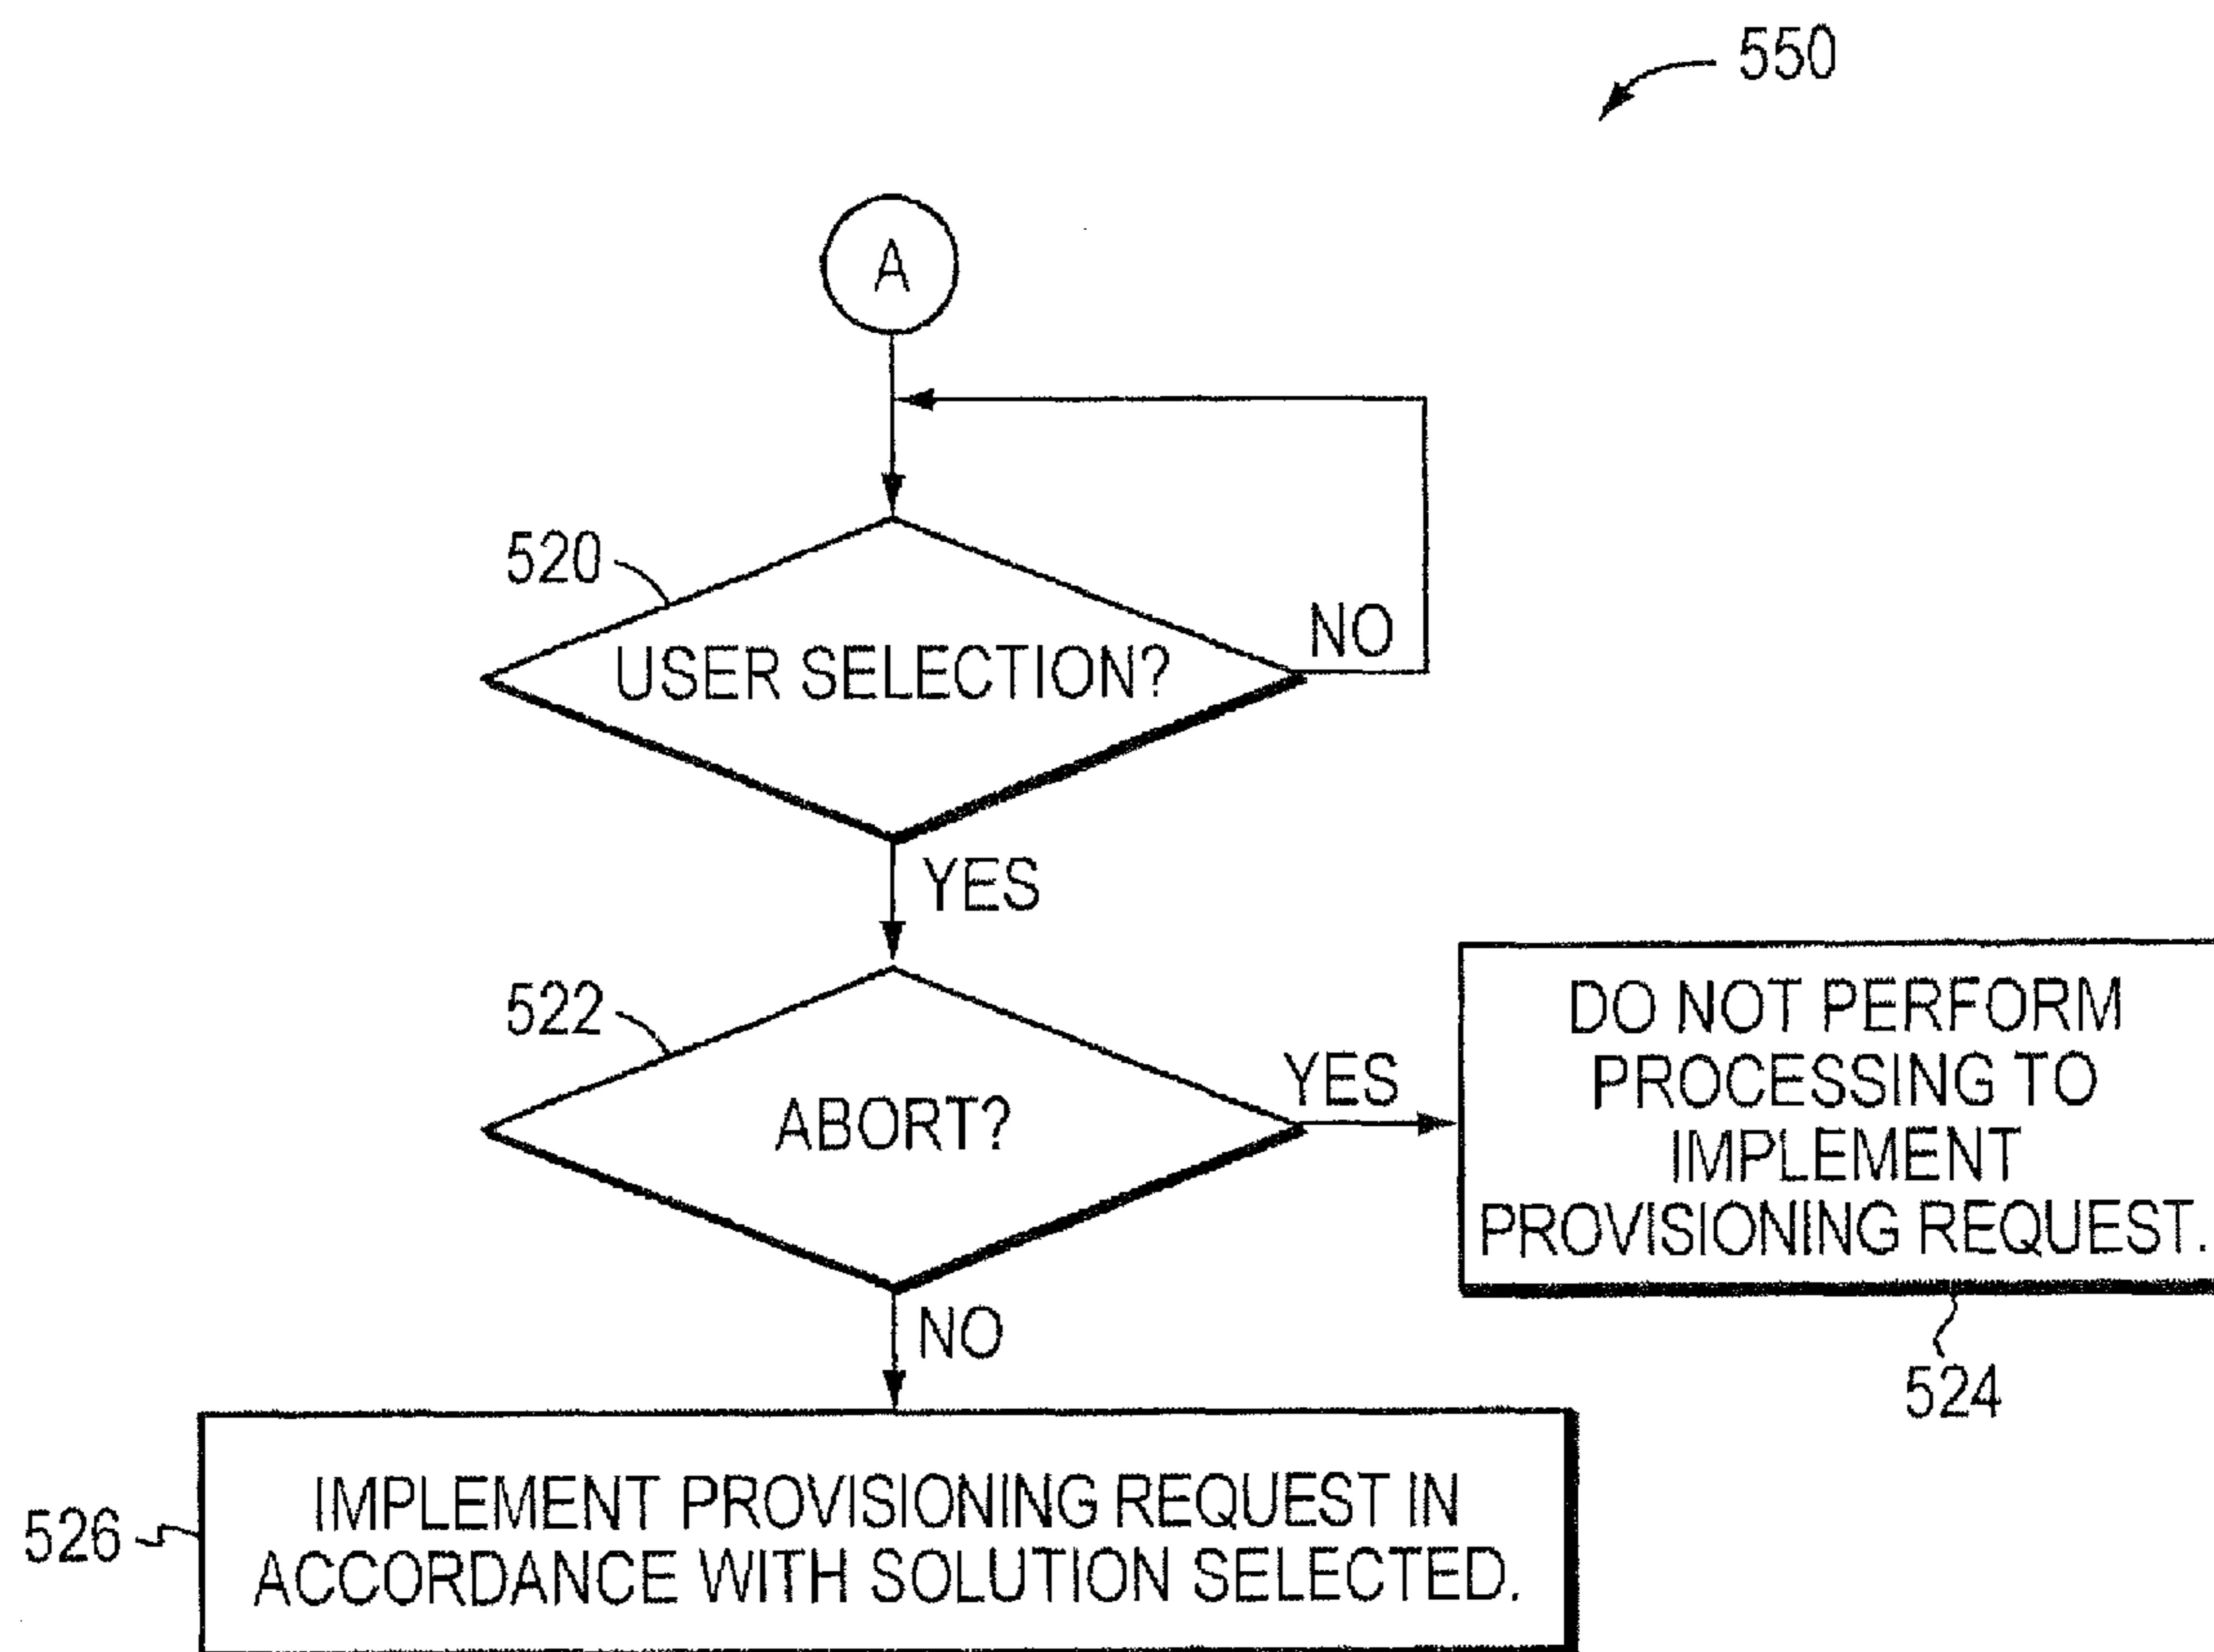 550
A
520
USER SELECTION?
NO
YES
522
ABORT?
YES
DO NOT PERFORM
PROCESSING TO
IMPLEMENT
PROVISIONING REQUEST.
524
NO
526
IMPLEMENT PROVISIONING REQUEST IN
ACCORDANCE WITH SOLUTION SELECTED.